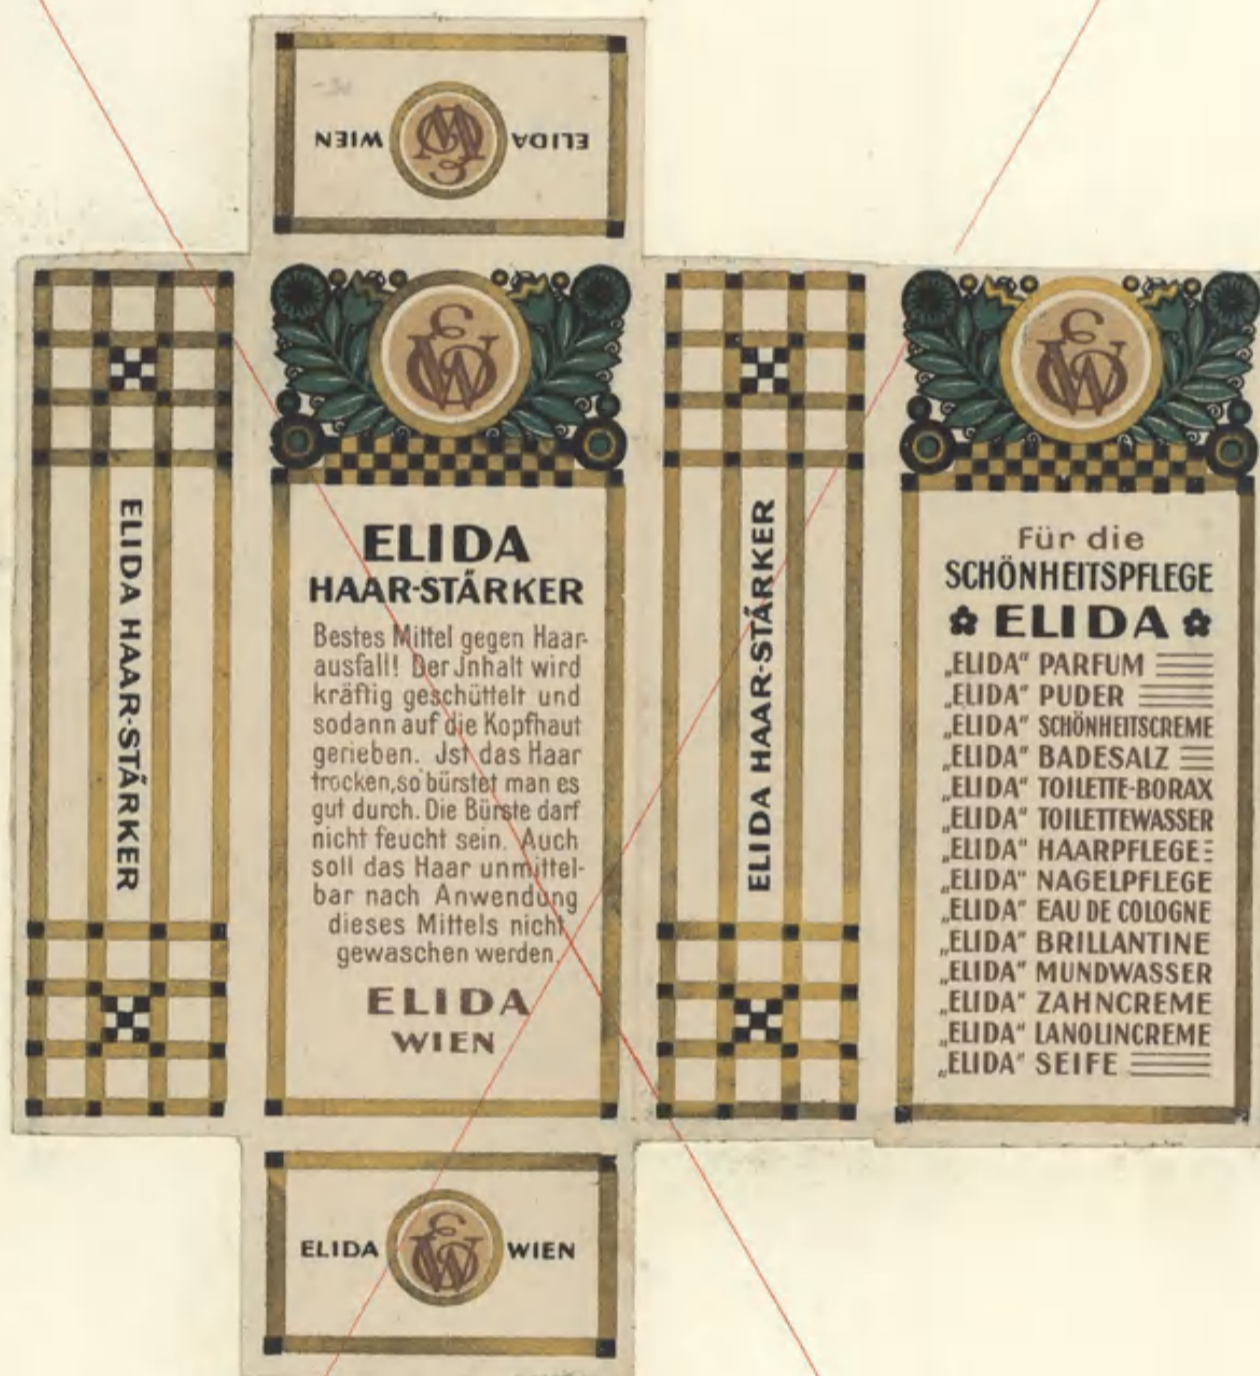 ELIDA WIEN
ELIDA HAAR-STÄRKER
ELIDA
HAAR-STÄRKER
Bestes Mittel gegen Haar-
ausfall! Der Jnhalt wird
kräftig geschüttelt und
sodann auf die Kopfhaut
gerieben. Jst das Haar
trocken, so bürstet man es
gut durch. Die Bürste darf
nicht feucht sein. Auch
soll das Haar unmittel-
bar nach Anwendung
dieses Mittels nicht
gewaschen werden.
ELIDA
WIEN
ELIDA HAAR-STÄRKER
Für die
SCHÖNHEITSPFLEGE
ELIDA
„ELIDA" PARFUM
„ELIDA" PUDER
„ELIDA" SCHÖNHEITSCREME
„ELIDA" BADESALZ
„ELIDA" TOILETTE-BORAX
„ELIDA" TOILETTEWASSER
„ELIDA" HAARPFLEGE
„ELIDA" NAGELPFLEGE
„ELIDA" EAU DE COLOGNE
„ELIDA" BRILLANTINE
„ELIDA" MUNDWASSER
„ELIDA" ZAHNCREME
„ELIDA" LANOLINCREME
„ELIDA" SEIFE
ELIDA WIEN